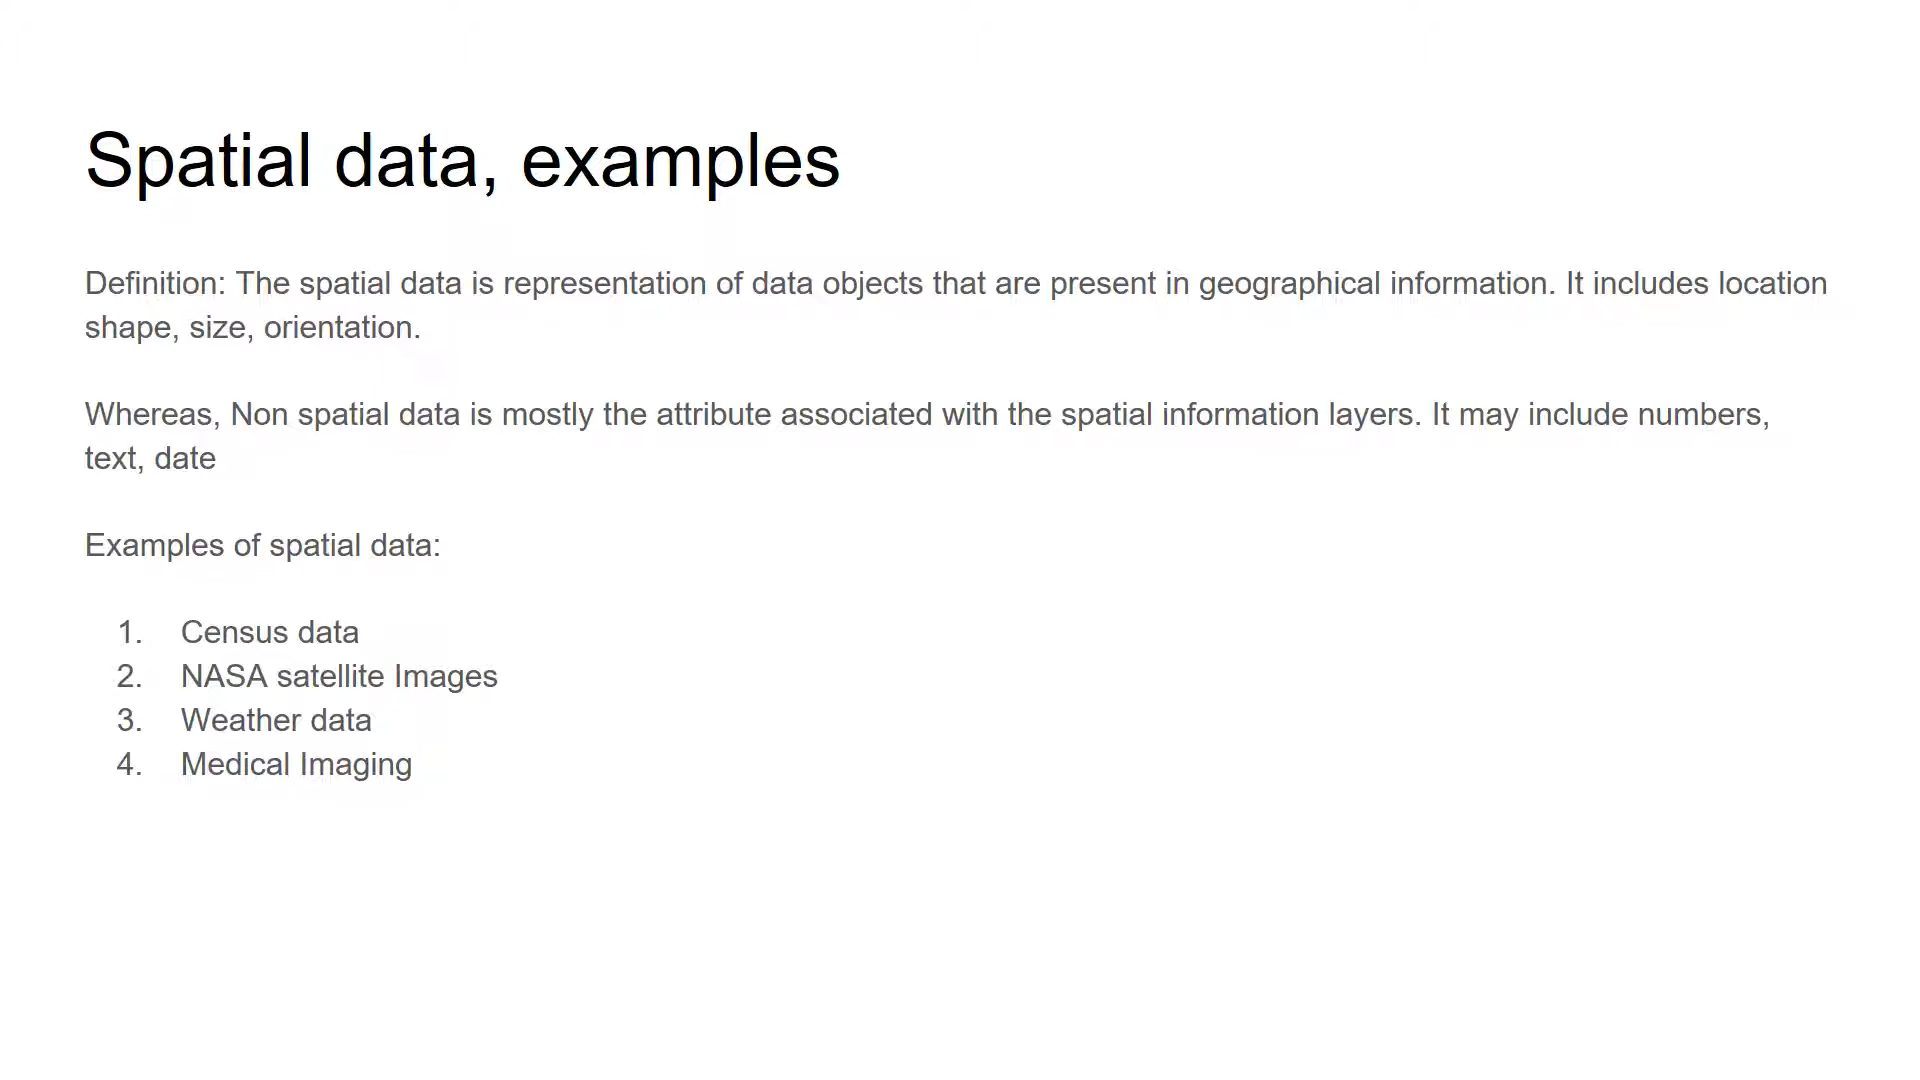 Spatial data, examples
Definition: The spatial data is representation of data objects that are present in geographical information. It includes location
shape, size, orientation.
Whereas, Non spatial data is mostly the attribute associated with the spatial information layers. It may include numbers,
text, date
Examples of spatial data:
1. Census data
2. NASA satellite Images
3. Weather data
4. Medical Imaging